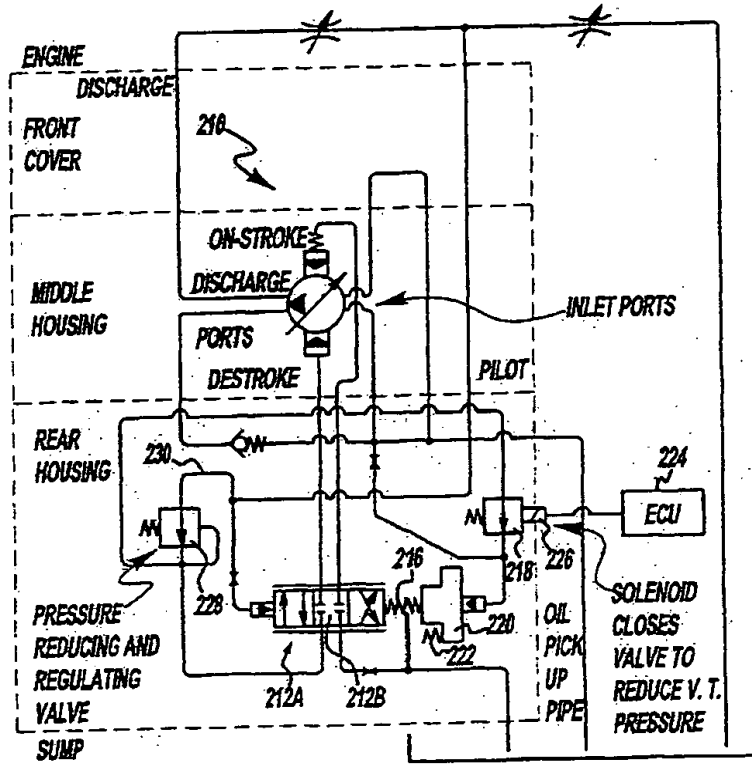 ENGINE
DISCHARGE
FRONT
COVER
210
ON-STROKE
MIDDLE
HOUSING
DISCHARGE
PORTS
DESTROKE
INLET PORTS
PILOT
REAR
HOUSING
230
224
ECU
216
228
218
226
220
222
PRESSURE
REDUCING AND
REGULATING
VALVE
212A
212B
OIL
PICK
UP
PIPE
SOLENOID
CLOSES
VALVE TO
REDUCE V. T.
PRESSURE
SUMP